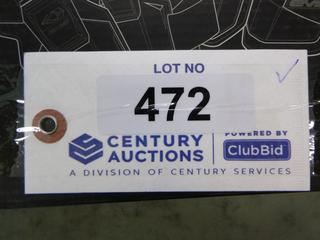 LOT NO
472
CENTURY AUCTIONS
POWERED BY
ClubBid
A DIVISION OF CENTURY SERVICES